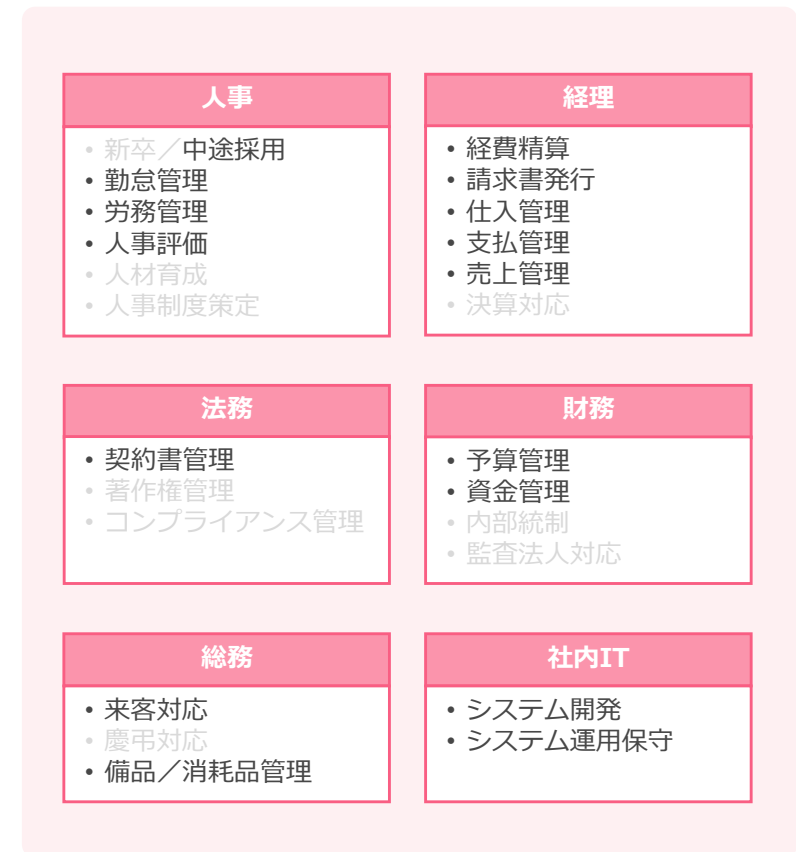 人事
• 新卒／中途採用
• 勤怠管理
• 労務管理
• 人事評価
• 人材育成
• 人事制度策定
経理
• 経費精算
• 請求書発行
• 仕入管理
• 支払管理
• 売上管理
• 決算対応
法務
• 契約書管理
• 著作権管理
• コンプライアンス管理
財務
• 予算管理
• 資金管理
• 内部統制
• 監査法人対応
総務
• 来客対応
• 慶弔対応
• 備品／消耗品管理
社内IT
• システム開発
• システム運用保守